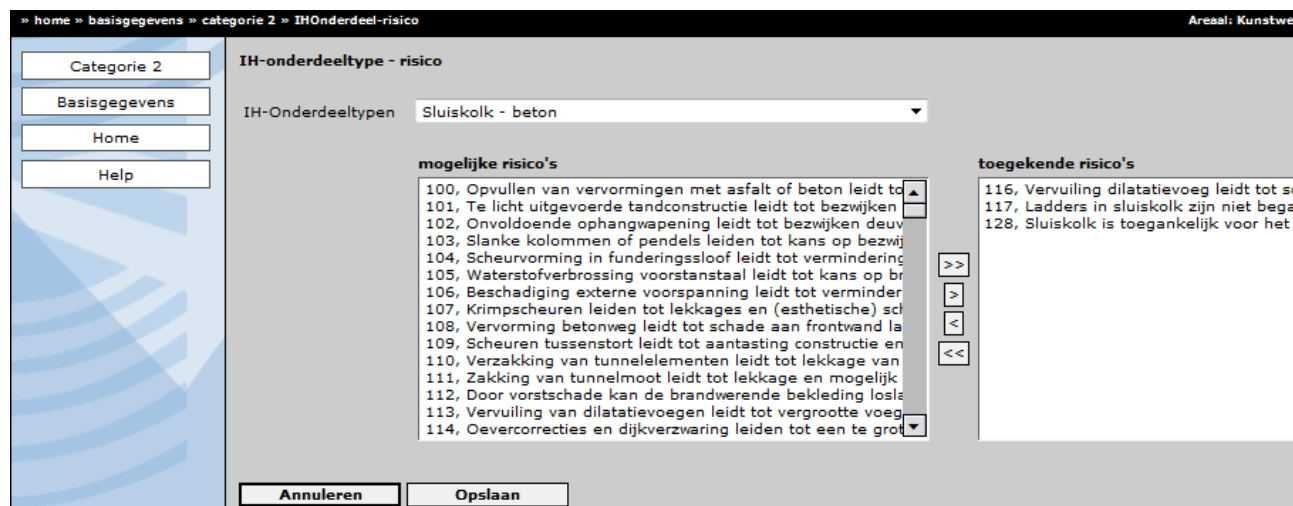 » home » basisgegevens » categorie 2 » IHOnderdeel-risico
Areaal: Kunstwe
Categorie 2
Basisgegevens
Home
Help
IH-onderdeeltype - risico
IH-Onderdeeltypen Sluiskolk - beton
mogelijke risico's
100, Opvullen van vervormingen met asfalt of beton leidt to
101, Te licht uitgevoerde tandconstructie leidt tot bezwijken
102, Onvoldoende ophangwapening leidt tot bezwijken deuv
103, Slanke kolommen of pendels leiden tot kans op bezwij
104, Scheurvorming in funderingssloof leidt tot vermindering
105, Waterstofverbrossing voorstanstaal leidt tot kans op br
106, Beschadiging externe voorspanning leidt tot verminder
107, Krimpscheuren leiden tot lekkages en (esthetische) sch
108, Vervorming betonweg leidt tot schade aan frontwand la
109, Scheuren tussenstort leidt tot aantasting constructie en
110, Verzakking van tunnelelementen leidt tot lekkage van
111, Zakking van tunnelmoot leidt tot lekkage en mogelijk
112, Door vorstschade kan de brandwerende bekleding losla
113, Vervuiling van dilatatievoegen leidt tot vergrootte voeg
114, Oevercorrecties en dijkverzwaring leiden tot een te grot
>>
>
<
<<
toegekende risico's
116, Vervuiling dilatatievoeg leidt tot s
117, Ladders in sluiskolk zijn niet bega
128, Sluiskolk is toegankelijk voor het
Annuleren
Opslaan